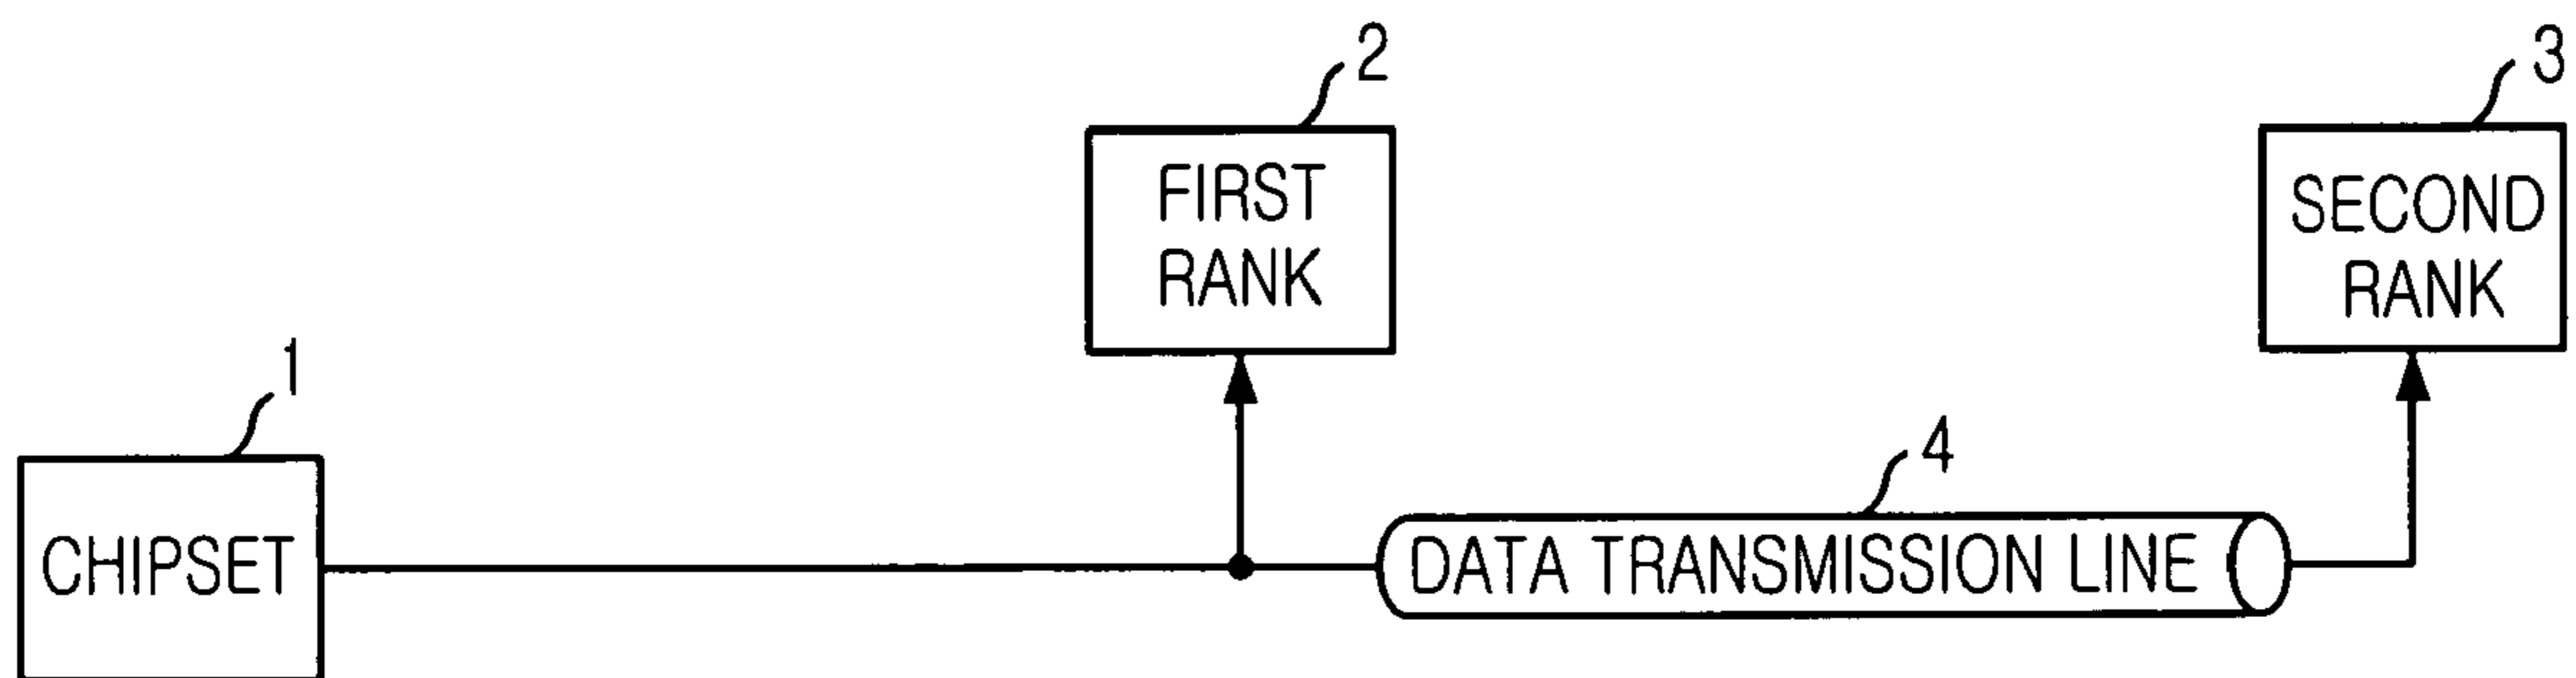 2
3
FIRST
RANK
SECOND
RANK
1
4
CHIPSET
DATA TRANSMISSION LINE